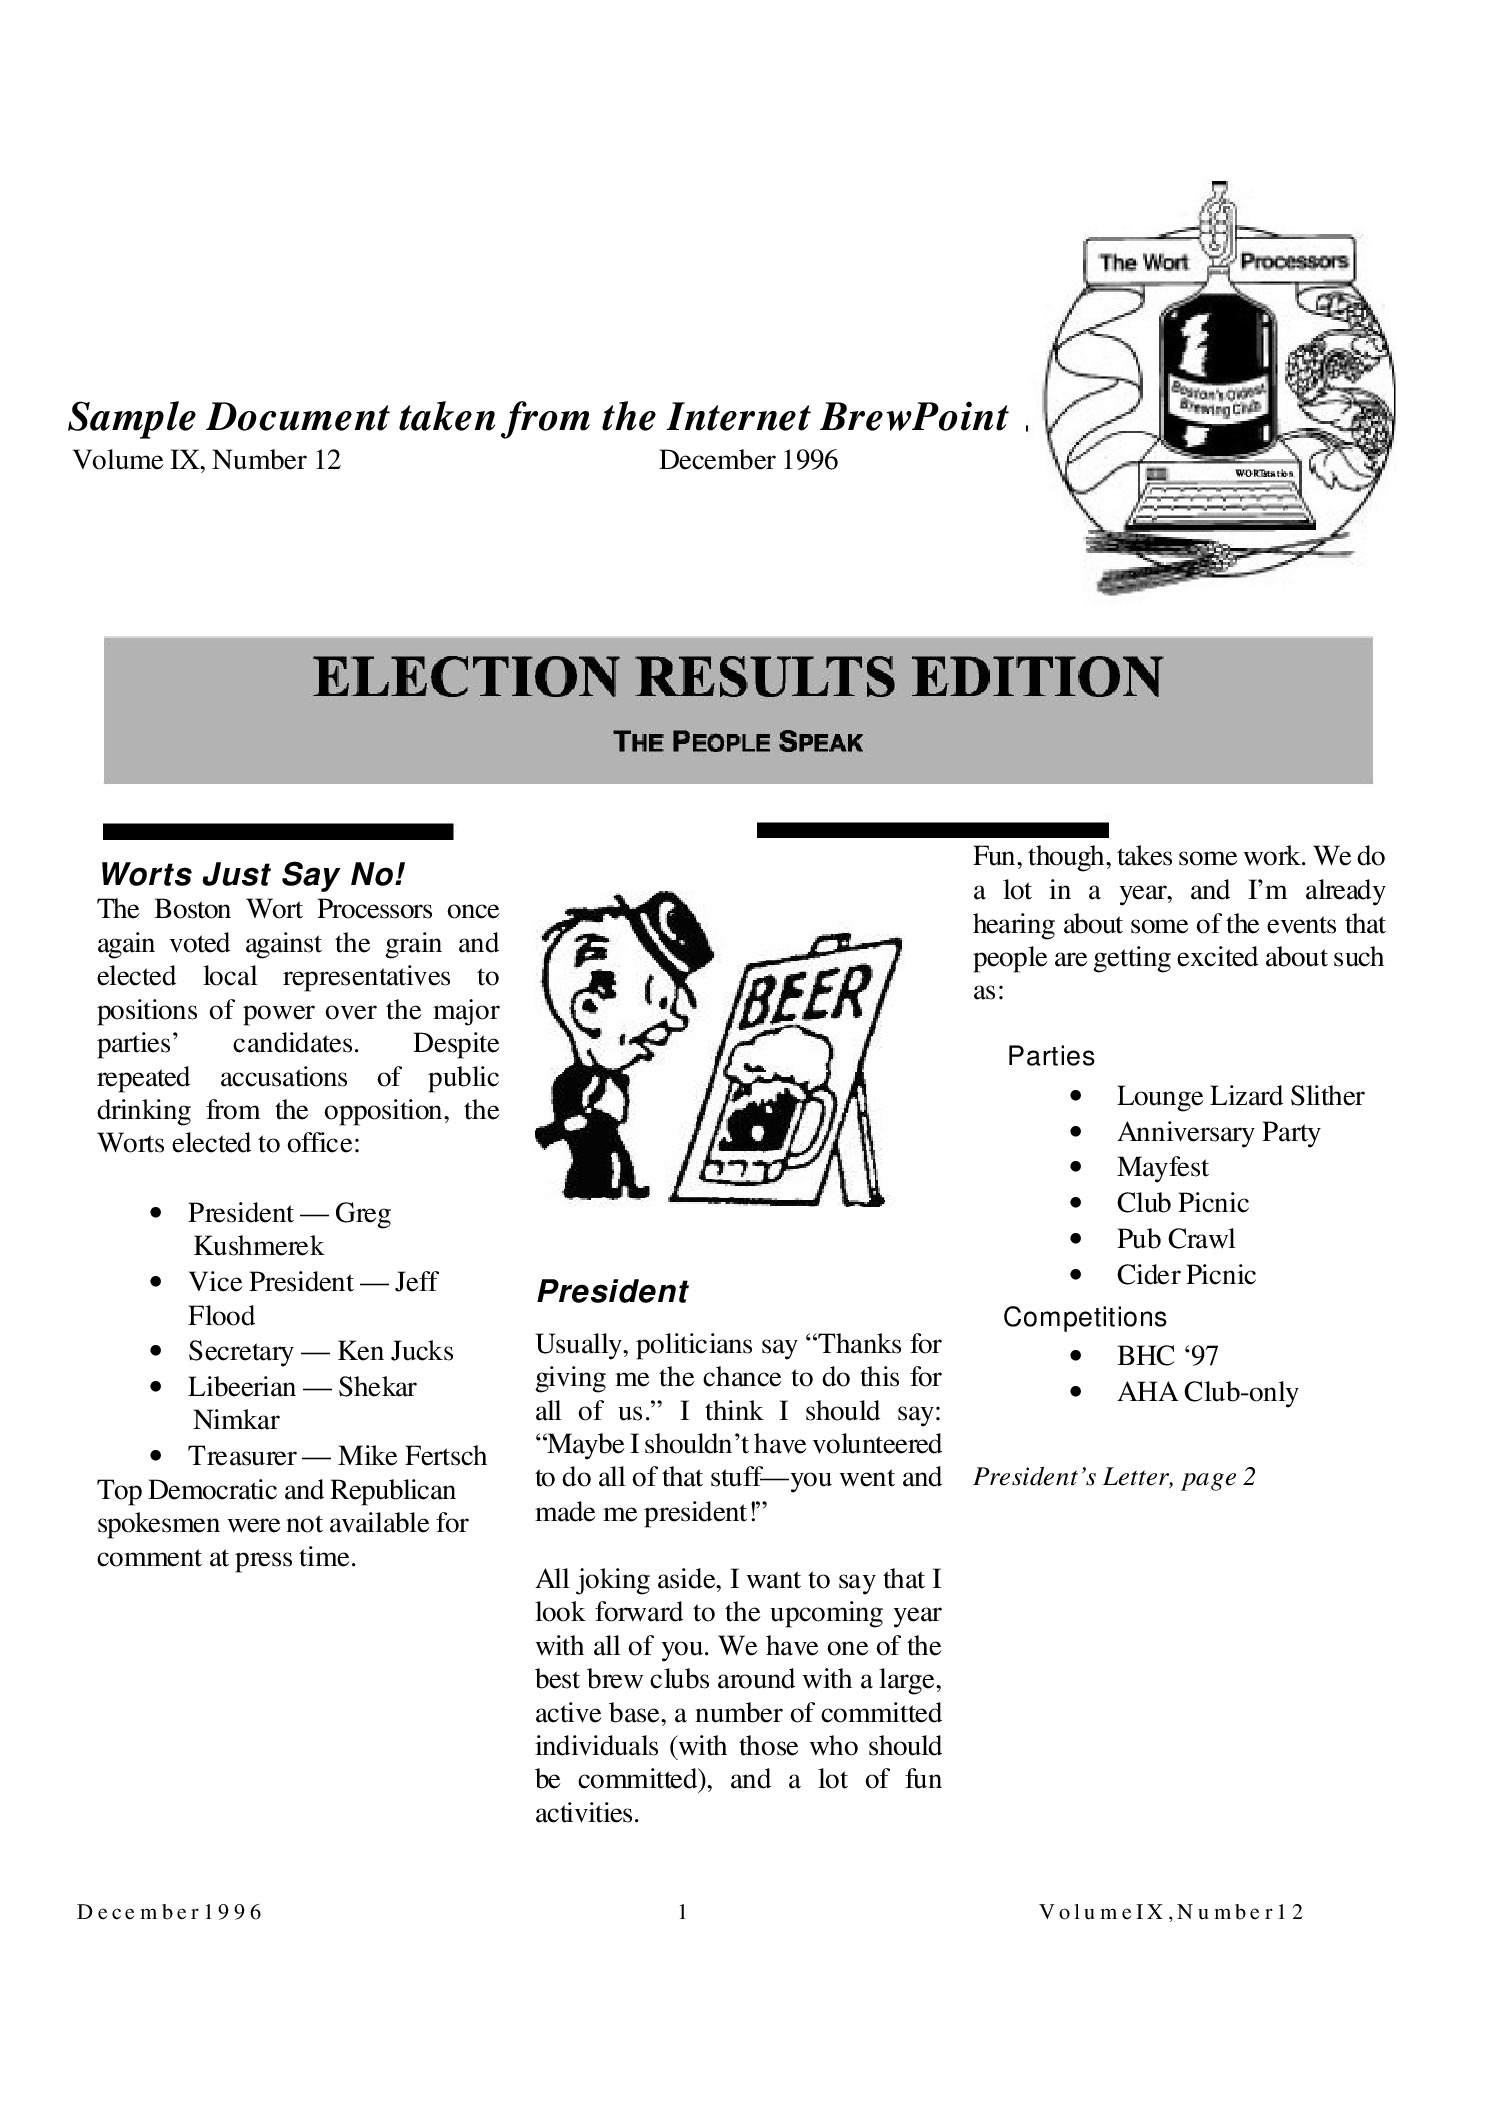 The Wort Processors
Boston's Oldest
Brewing Club
WORTstation
Sample Document taken from the Internet BrewPoint .
Volume IX, Number 12 December 1996
ELECTION RESULTS EDITION
THE PEOPLE SPEAK
Worts Just Say No!
The Boston Wort Processors once
again voted against the grain and
elected local representatives to
positions of power over the major
parties’ candidates. Despite
repeated accusations of public
drinking from the opposition, the
Worts elected to office:
• President — Greg
Kushmerek
• Vice President — Jeff
Flood
• Secretary — Ken Jucks
• Libeerian — Shekar
Nimkar
• Treasurer — Mike Fertsch
Top Democratic and Republican
spokesmen were not available for
comment at press time.
BEER
President
Usually, politicians say “Thanks for
giving me the chance to do this for
all of us.” I think I should say:
“Maybe I shouldn’t have volunteered
to do all of that stuff—you went and
made me president!”
All joking aside, I want to say that I
look forward to the upcoming year
with all of you. We have one of the
best brew clubs around with a large,
active base, a number of committed
individuals (with those who should
be committed), and a lot of fun
activities.
Fun, though, takes some work. We do
a lot in a year, and I’m already
hearing about some of the events that
people are getting excited about such
as:
Parties
• Lounge Lizard Slither
• Anniversary Party
• Mayfest
• Club Picnic
• Pub Crawl
• Cider Picnic
Competitions
• BHC ‘97
• AHA Club-only
President’s Letter, page 2
December1996 1 VolumeIX,Number12